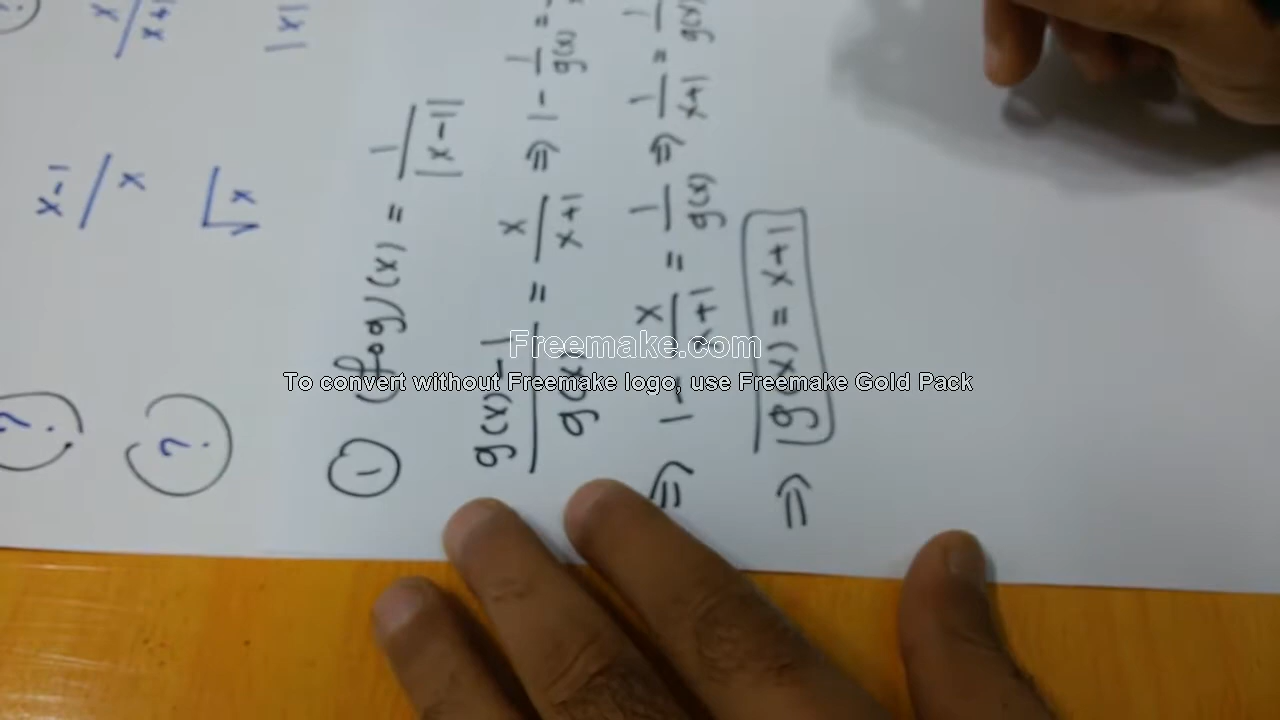 x/x+1 |x|
x-1/x √x
? ?
① (fog)(x) = 1/|x-1|
g(x)-1/g(x) = x/x+1 ⇒ 1 - 1/g(x) =
⇒ 1 - x/x+1 = 1/g(x) ⇒ 1/x+1 = 1/g(x)
⇒ g(x) = x+1
Freemake.com
To convert without Freemake logo, use Freemake Gold Pack